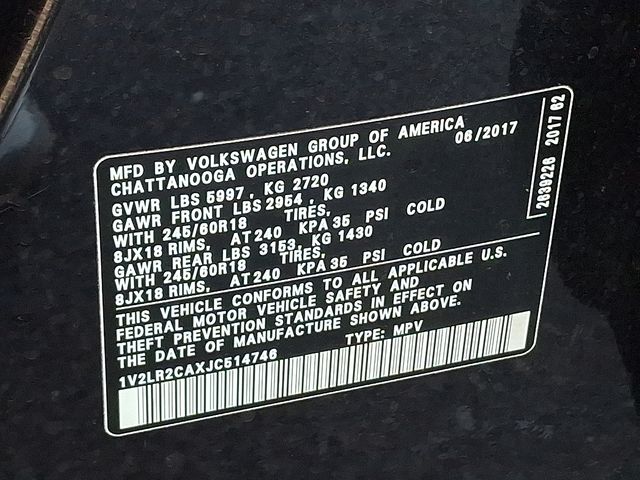 MFD BY VOLKSWAGEN GROUP OF AMERICA
CHATTANOOGA OPERATIONS, LLC.
06/2017
GVWR LBS 5997, KG 2720
GAWR FRONT LBS 2954, KG 1340
WITH 245/60R18 TIRES,
8JX18 RIMS, AT 240 KPA 35 PSI COLD
GAWR REAR LBS 3153, KG 1430
WITH 245/60R18 TIRES,
8JX18 RIMS, AT 240 KPA 35 PSI COLD
THIS VEHICLE CONFORMS TO ALL APPLICABLE U.S.
FEDERAL MOTOR VEHICLE SAFETY AND
THEFT PREVENTION STANDARDS IN EFFECT ON
THE DATE OF MANUFACTURE SHOWN ABOVE.
1V2LR2CAXJC514746 TYPE: MPV
2639226 2017 62